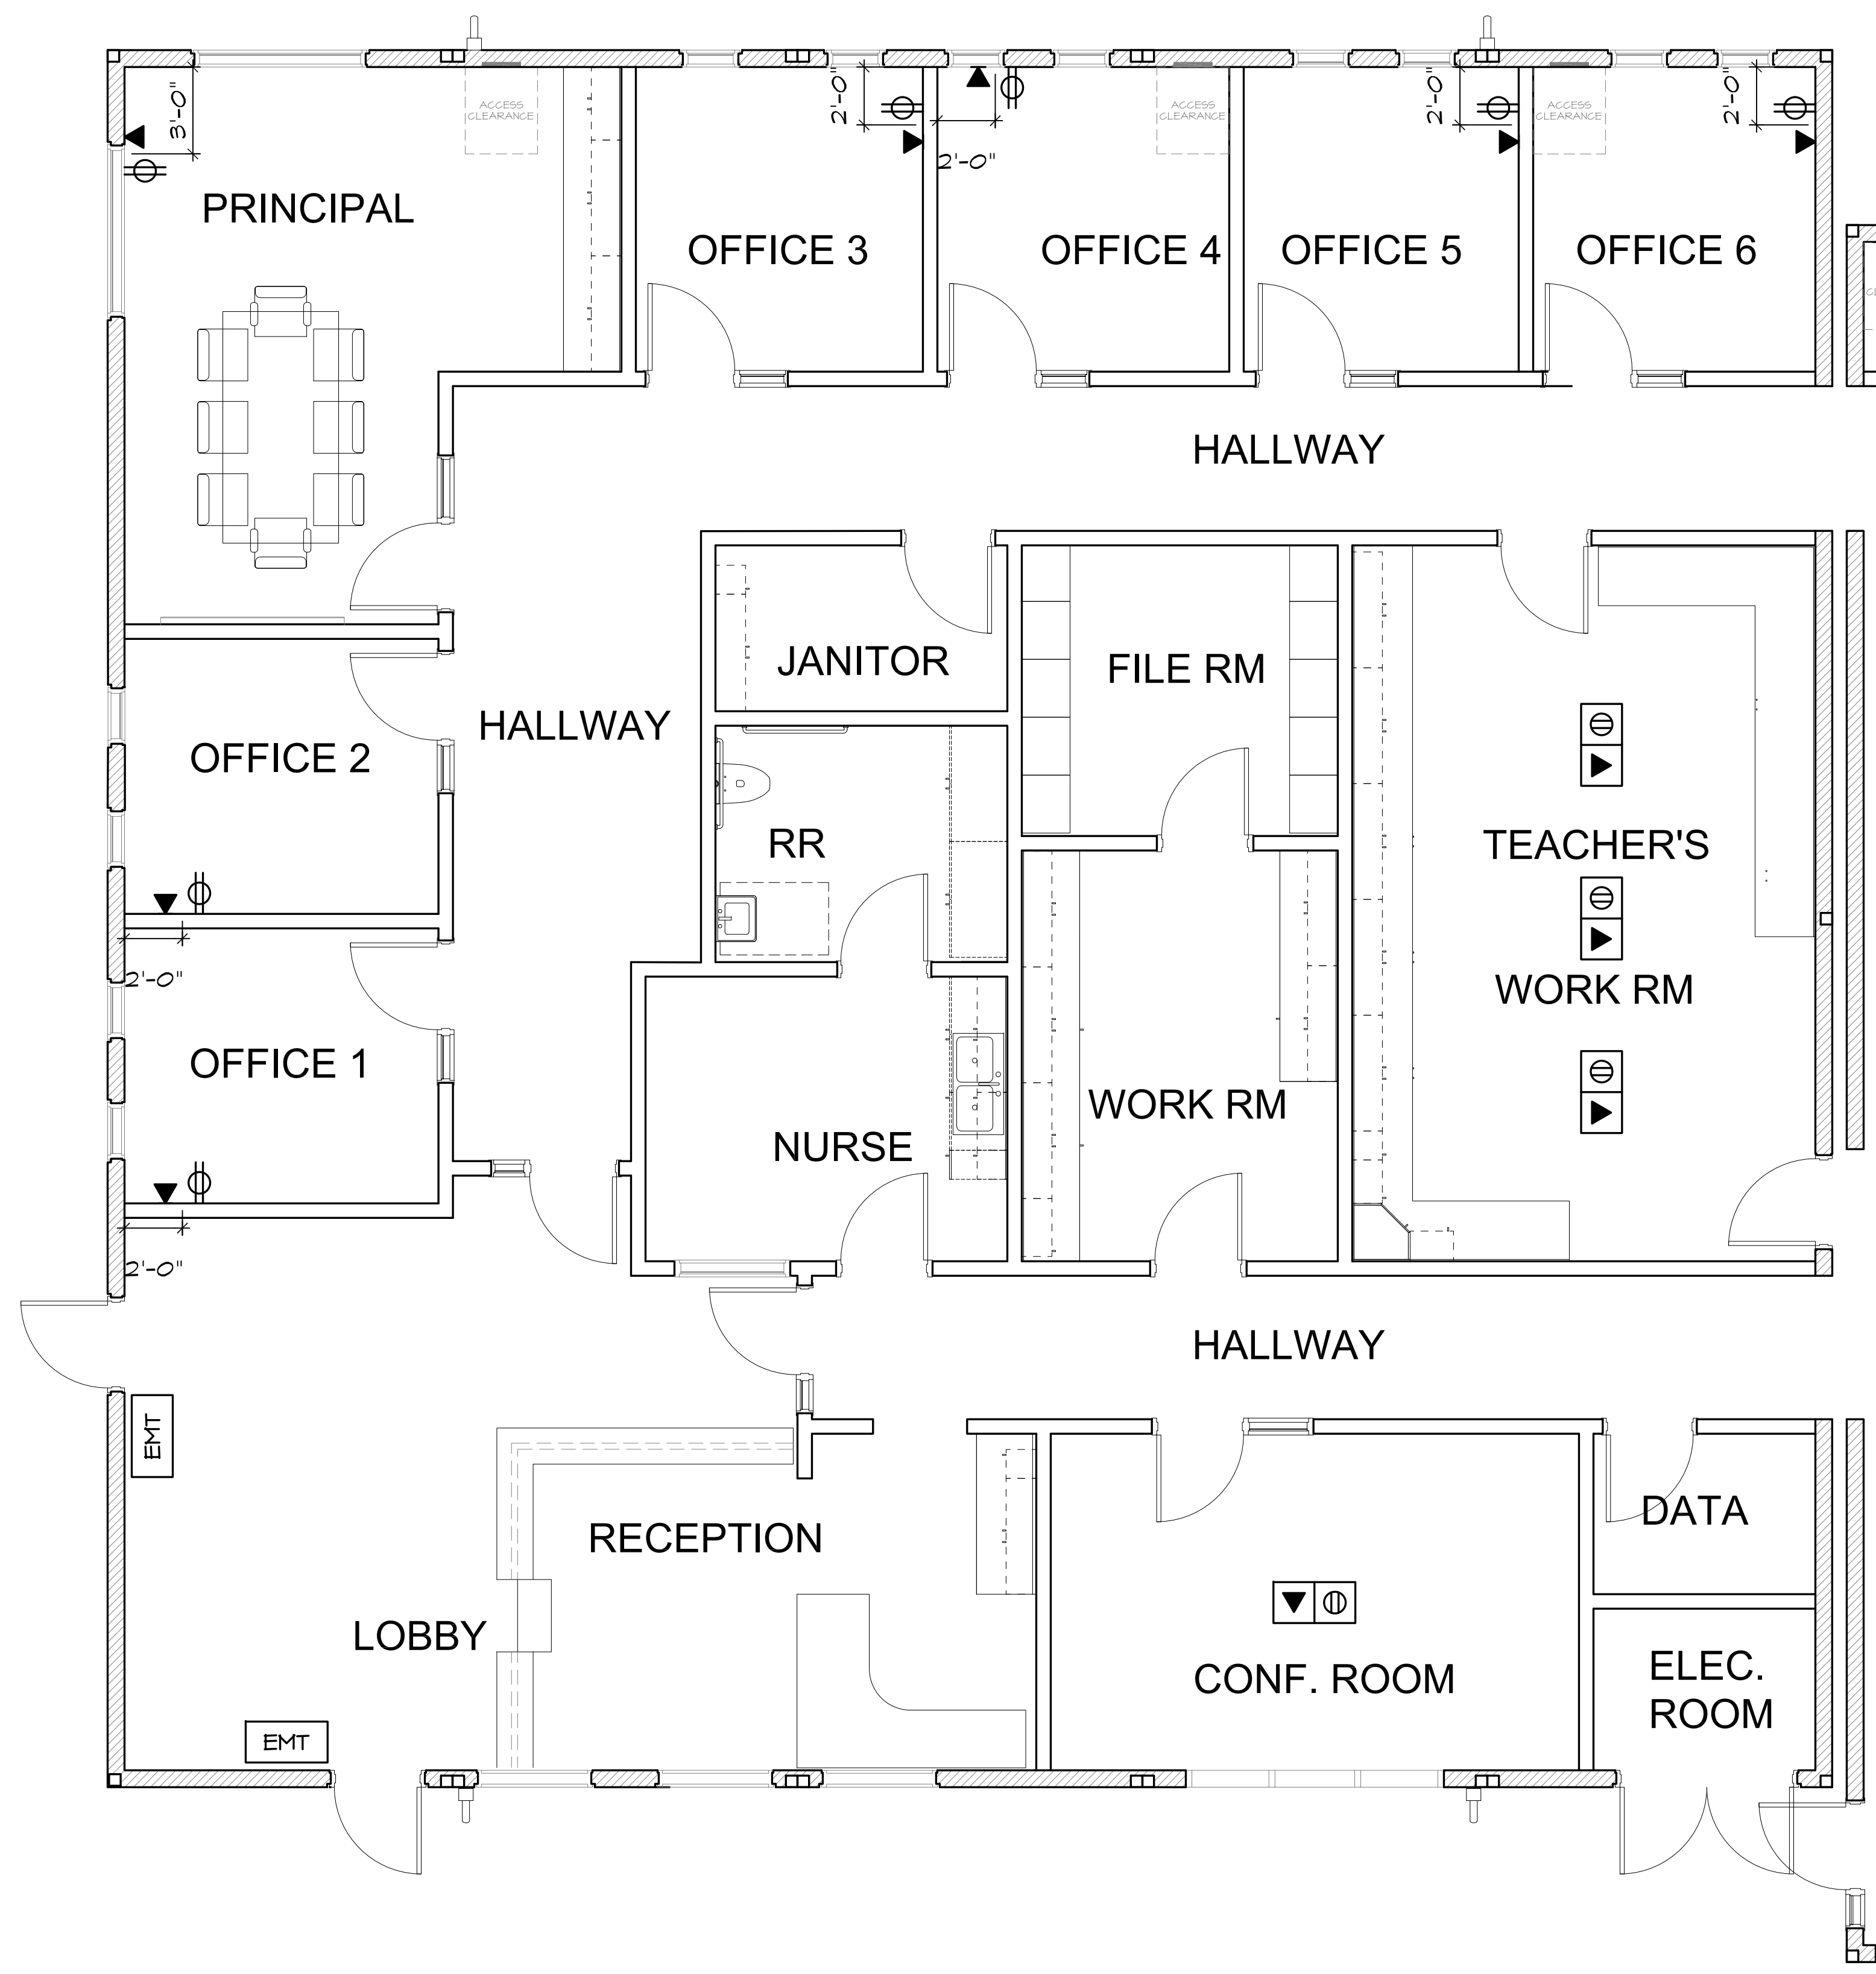 3'-0"
ACCESS
CLEARANCE
2'-0"
2'-0"
ACCESS
CLEARANCE
2'-0"
ACCESS
CLEARANCE
2'-0"
PRINCIPAL
OFFICE 3
OFFICE 4
OFFICE 5
OFFICE 6
HALLWAY
JANITOR
FILE RM
HALLWAY
OFFICE 2
RR
TEACHER'S
WORK RM
2'-0"
OFFICE 1
NURSE
WORK RM
2'-0"
HALLWAY
EMT
RECEPTION
DATA
LOBBY
CONF. ROOM
ELEC.
ROOM
EMT